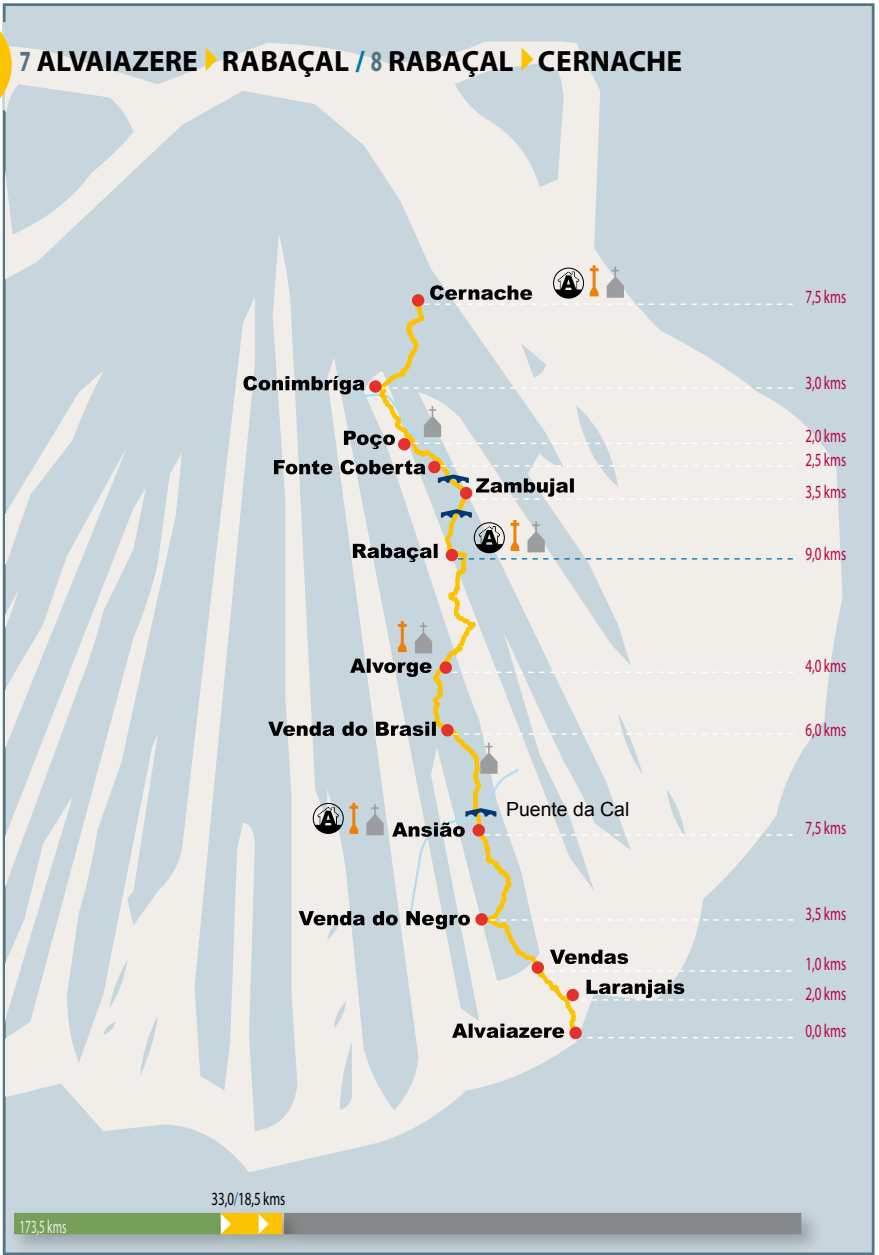 7 ALVAIAZERE RABAÇAL / 8 RABAÇAL CERNACHE
Cernache A 7,5 kms
Conimbríga 3,0 kms
Poço 2,0 kms
Fonte Coberta 2,5 kms
Zambujal 3,5 kms
Rabaçal A 9,0 kms
Alvorge 4,0 kms
Venda do Brasil 6,0 kms
Puente da Cal
A Ansião 7,5 kms
Venda do Negro 3,5 kms
Vendas 1,0 kms
Laranjais 2,0 kms
Alvaiazere 0,0 kms
33,0/18,5 kms
173,5 kms